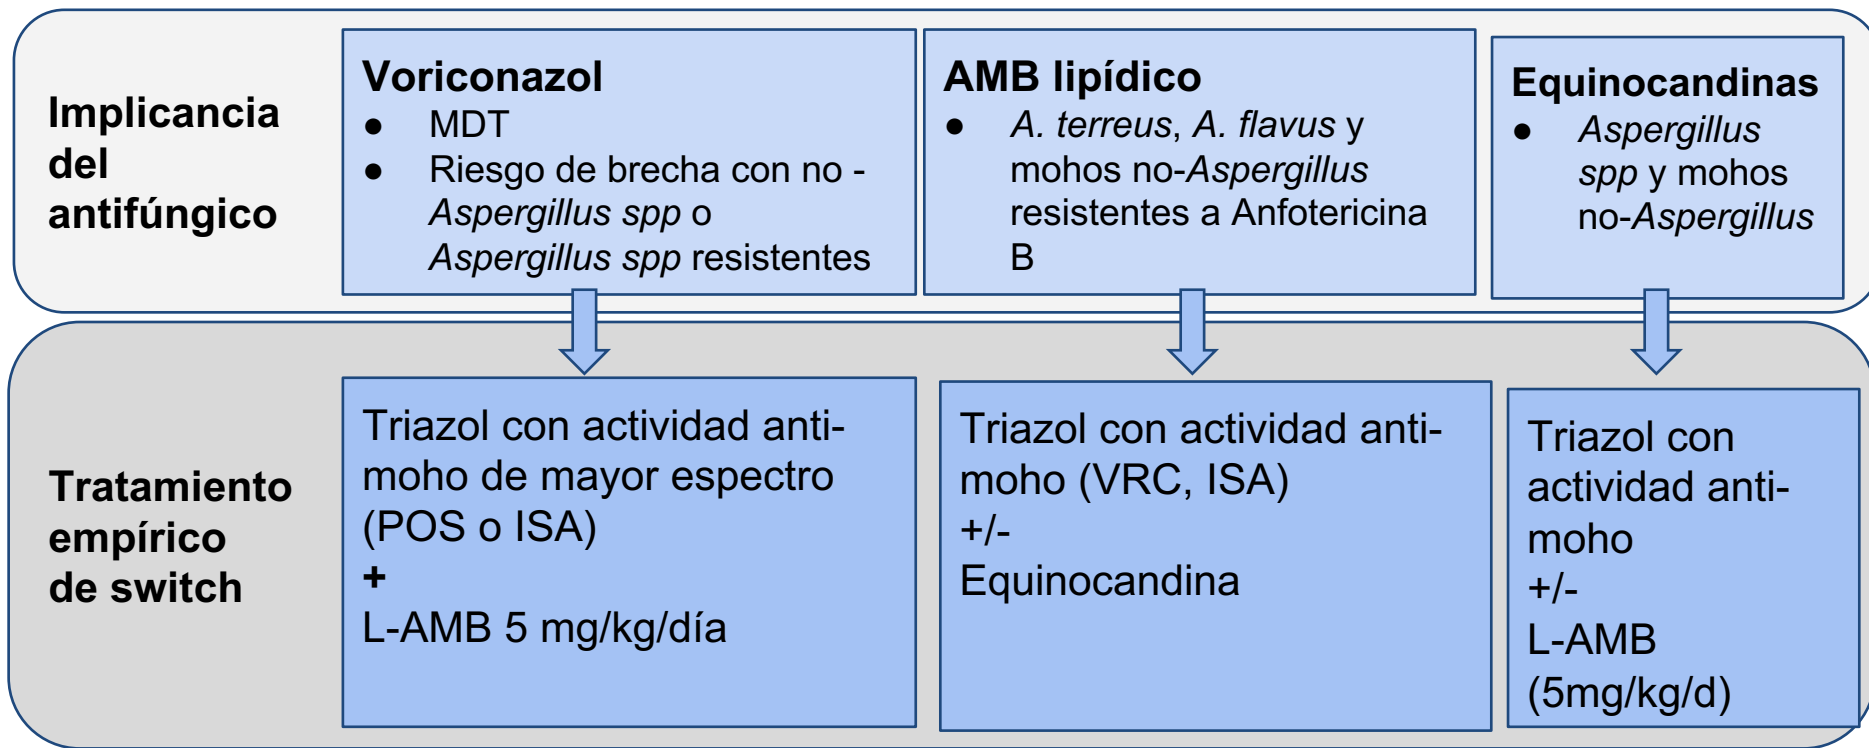 Implicancia
del
antifúngico
Voriconazol
● MDT
● Riesgo de brecha con no -
Aspergillus spp o
Aspergillus spp resistentes
AMB lipídico
● A. terreus, A. flavus y
mohos no-Aspergillus
resistentes a Anfotericina
B
Equinocandinas
● Aspergillus
spp y mohos
no-Aspergillus
Tratamiento
empírico
de switch
Triazol con actividad anti-
moho de mayor espectro
(POS o ISA)
+
L-AMB 5 mg/kg/día
Triazol con actividad anti-
moho (VRC, ISA)
+/-
Equinocandina
Triazol con
actividad anti-
moho
+/-
L-AMB
(5mg/kg/d)